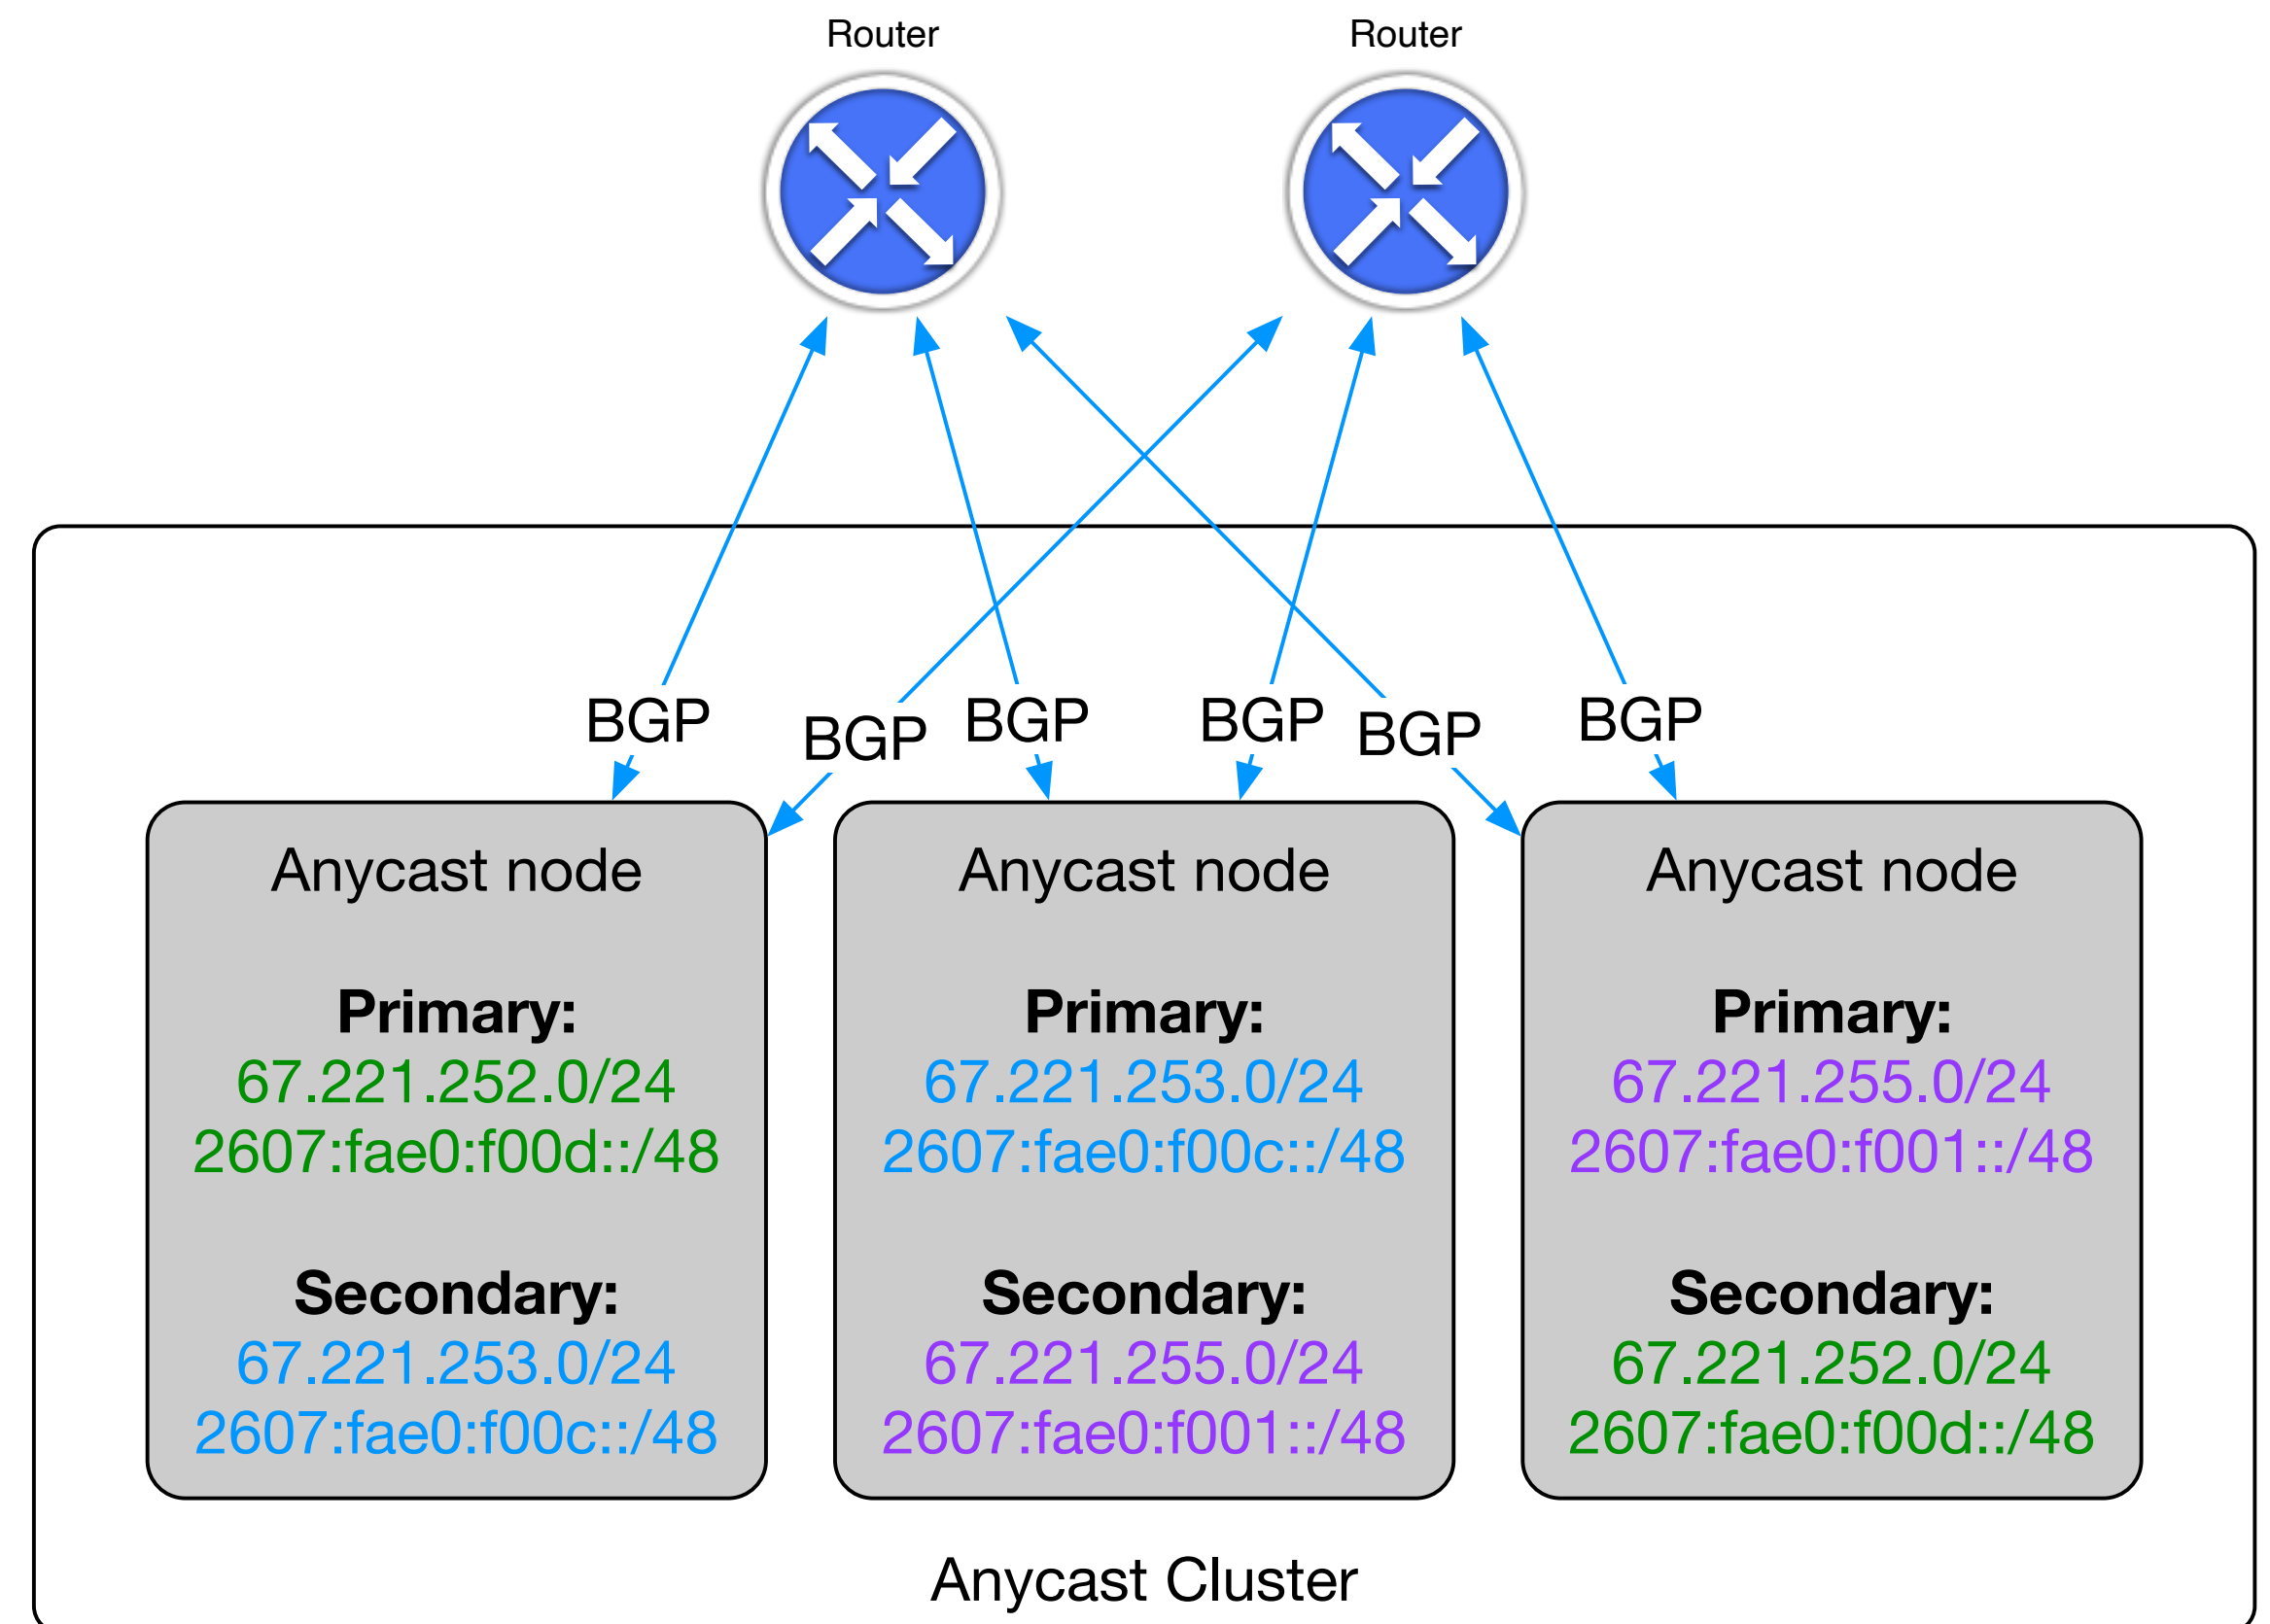 Router
Router
BGP
BGP
BGP
BGP
BGP
BGP
Anycast node
Primary:
67.221.252.0/24
2607:fae0:f00d::/48
Secondary:
67.221.253.0/24
2607:fae0:f00c::/48
Anycast node
Primary:
67.221.253.0/24
2607:fae0:f00c::/48
Secondary:
67.221.255.0/24
2607:fae0:f001::/48
Anycast node
Primary:
67.221.255.0/24
2607:fae0:f001::/48
Secondary:
67.221.252.0/24
2607:fae0:f00d::/48
Anycast Cluster